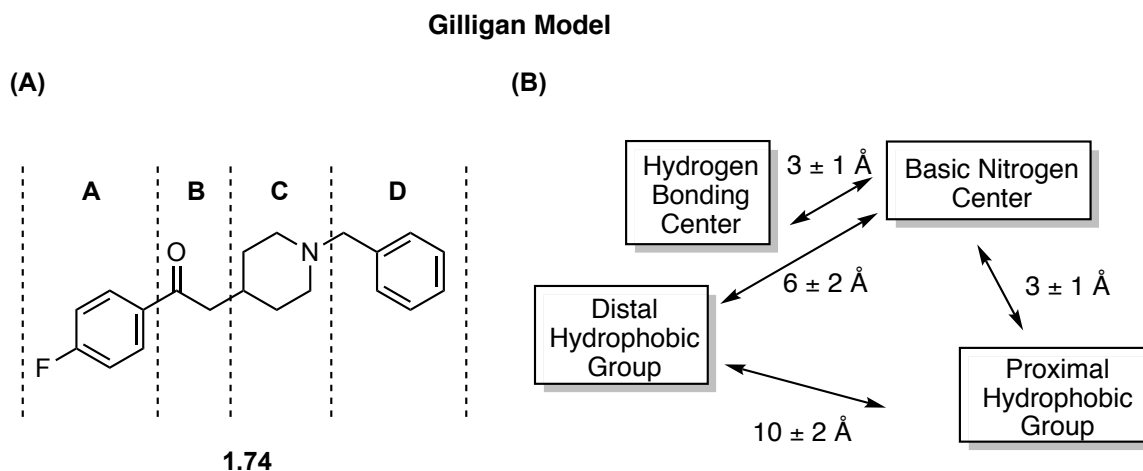 Gilligan Model
(A)
(B)
A
B
C
D
O
N
F
1.74
Hydrogen
Bonding
Center
3 ± 1 Å
Basic Nitrogen
Center
6 ± 2 Å
3 ± 1 Å
Distal
Hydrophobic
Group
Proximal
Hydrophobic
Group
10 ± 2 Å